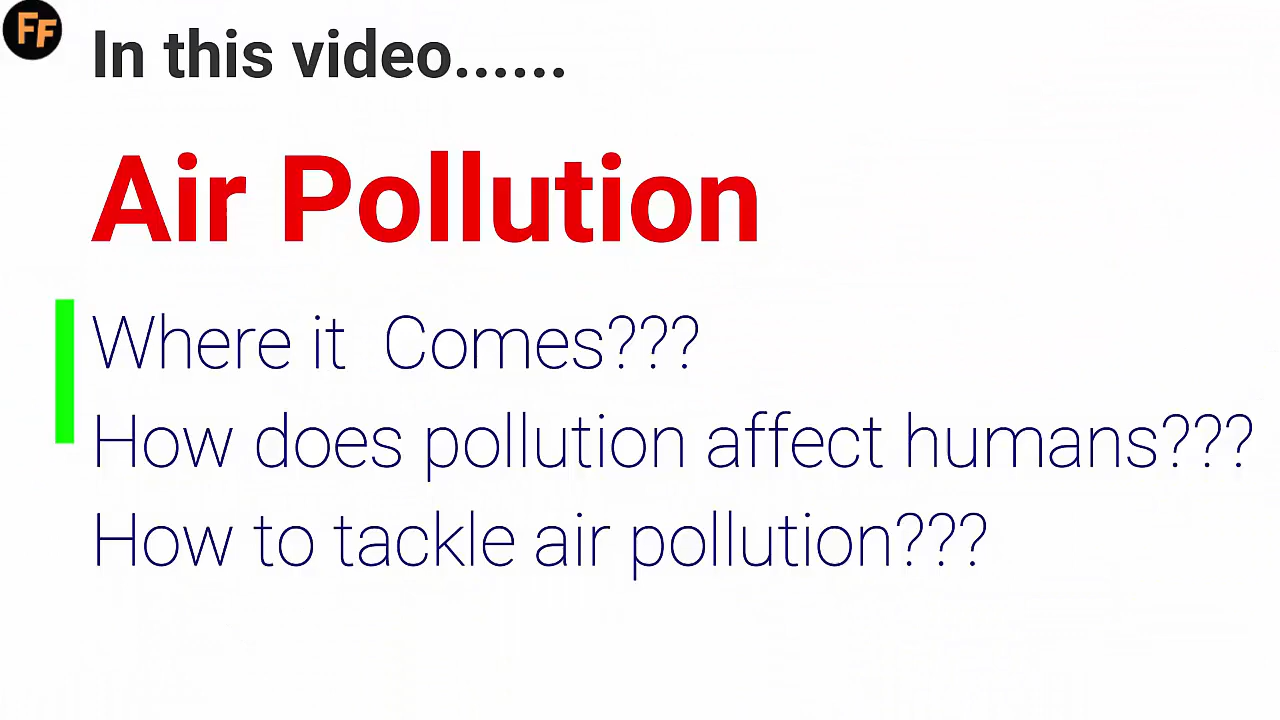 FF
In this video......
Air Pollution
Where it  Comes???
How does pollution affect humans???
How to tackle air pollution???